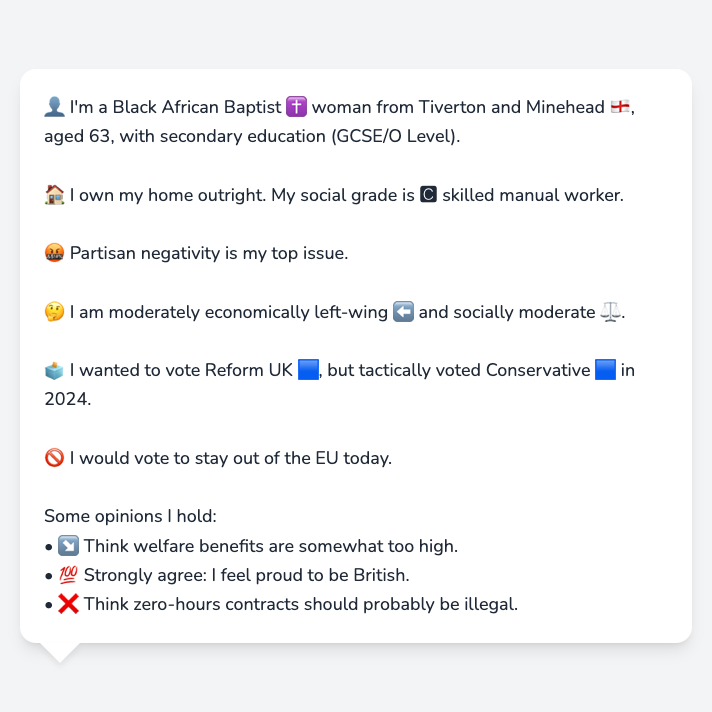 👤 I'm a Black African Baptist ✝️ woman from Tiverton and Minehead 🏴󠁧󠁢󠁥󠁮󠁧󠁿,
aged 63, with secondary education (GCSE/O Level).
🏠 I own my home outright. My social grade is 🅲 skilled manual worker.
🤬 Partisan negativity is my top issue.
🤔 I am moderately economically left-wing ⬅️ and socially moderate ⚖️.
🗳️ I wanted to vote Reform UK 🟦, but tactically voted Conservative 🟦 in
2024.
🚫 I would vote to stay out of the EU today.
Some opinions I hold:
• ↘️ Think welfare benefits are somewhat too high.
• 💯 Strongly agree: I feel proud to be British.
• ❌ Think zero-hours contracts should probably be illegal.